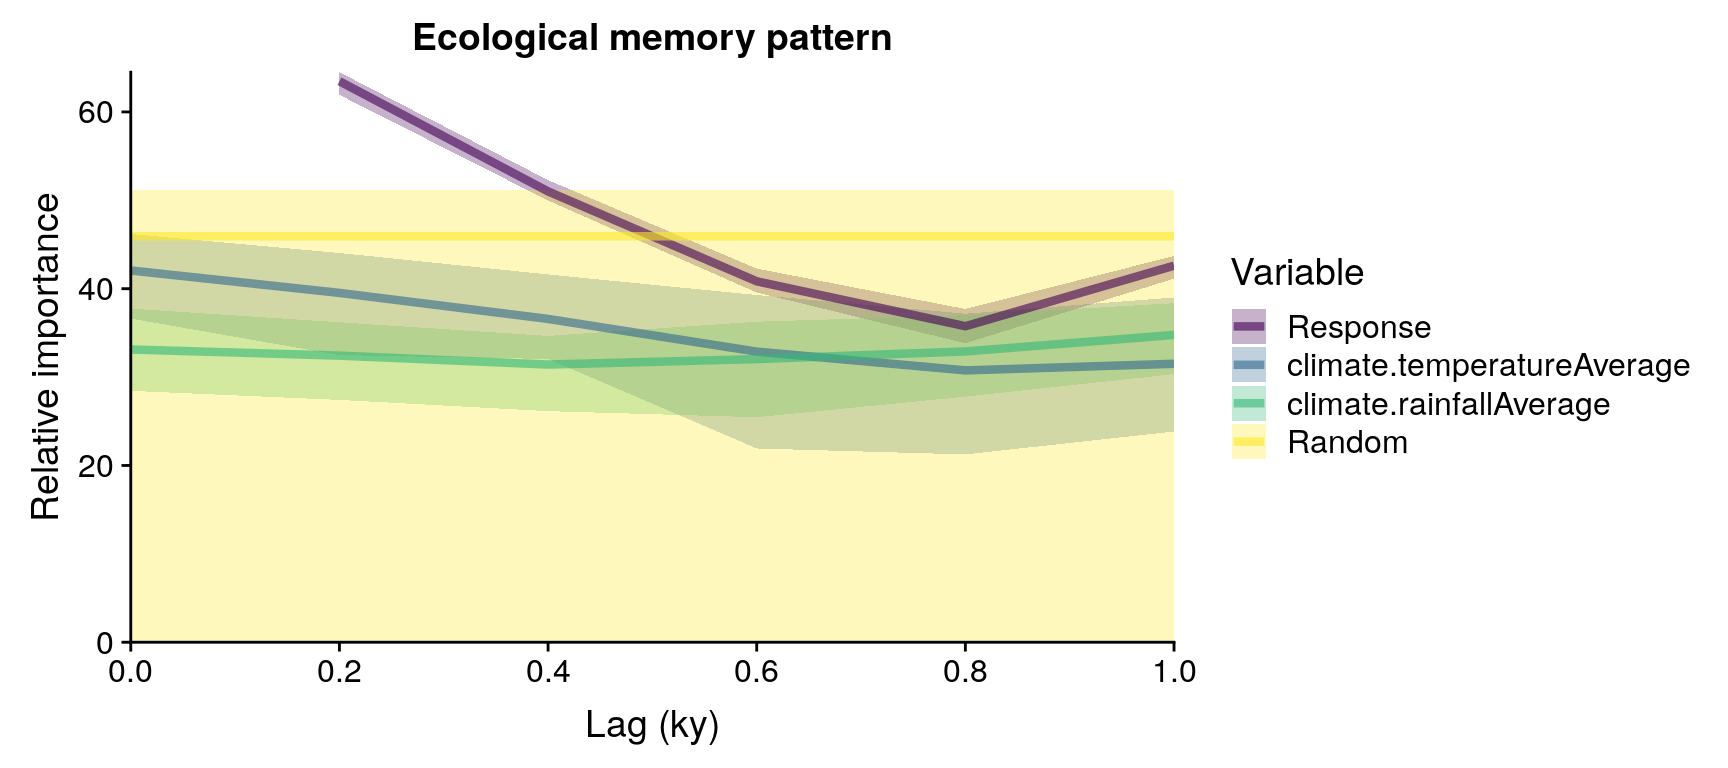 Ecological memory pattern
Relative importance
60
40
20
0
0.0 0.2 0.4 0.6 0.8 1.0
Lag (ky)
Variable
Response
climate.temperatureAverage
climate.rainfallAverage
Random